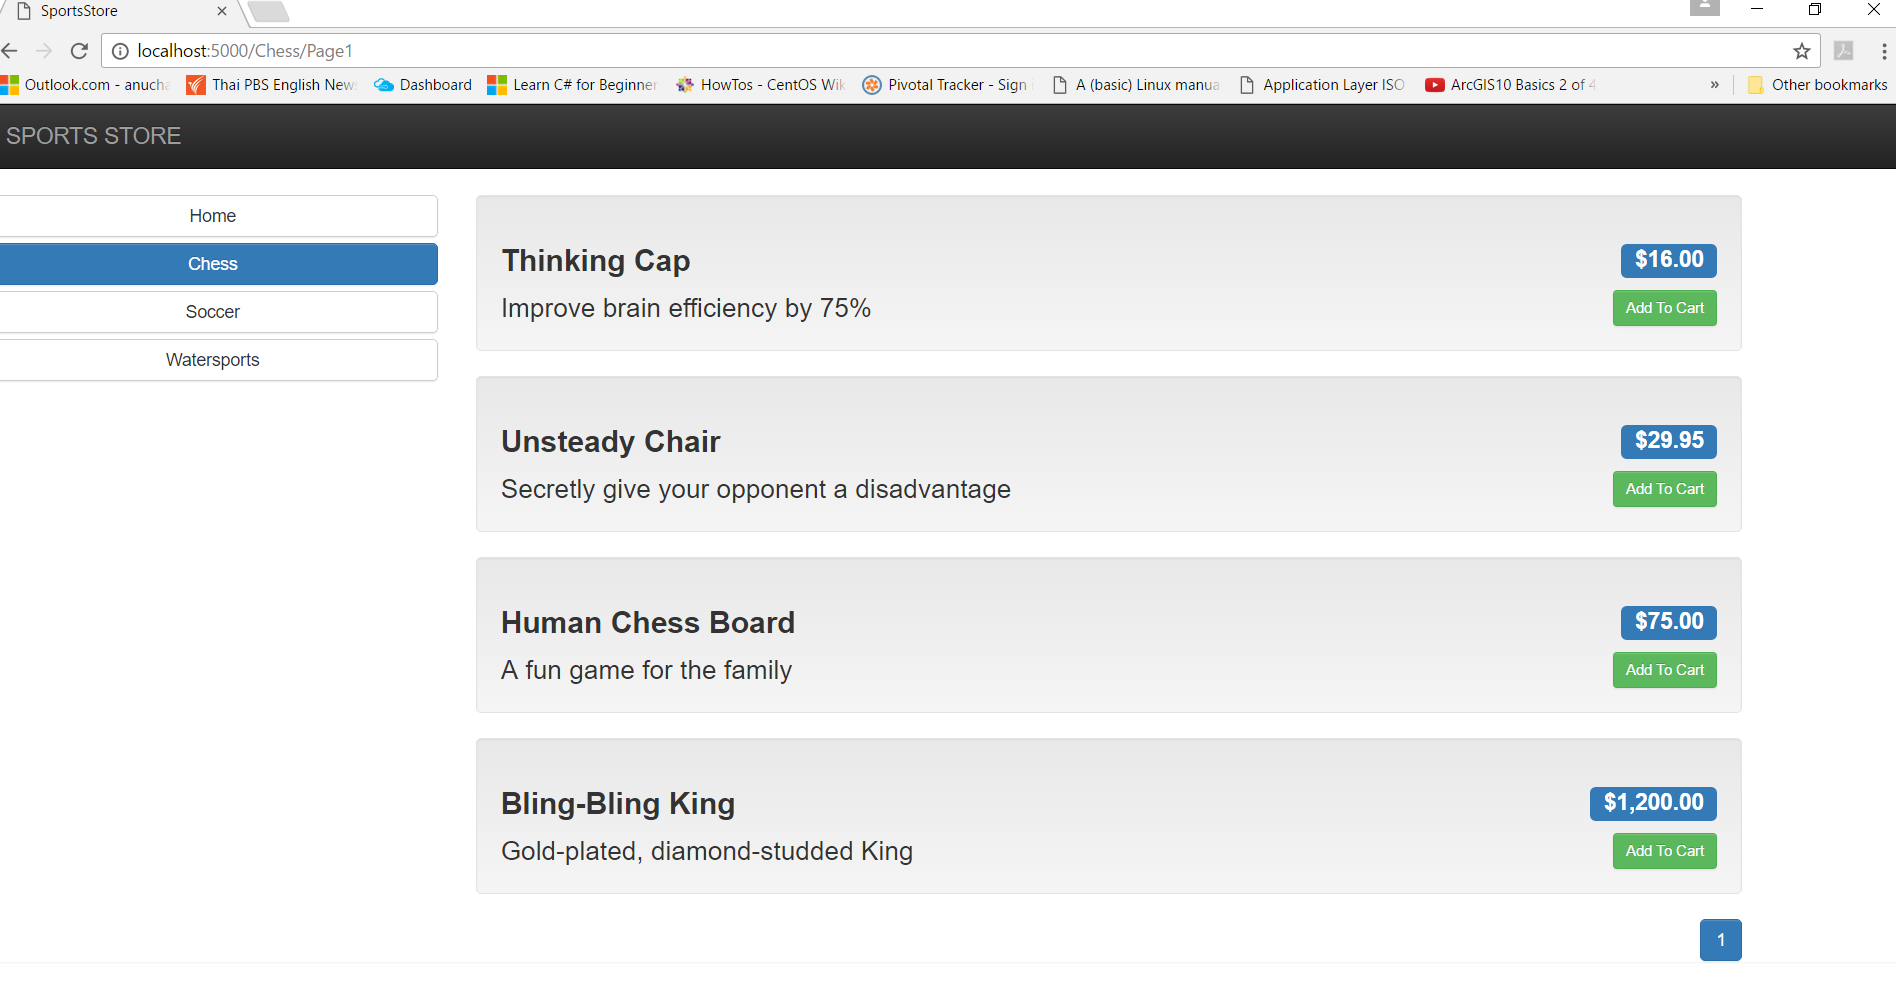 SportsStore
localhost:5000/Chess/Page1
Outlook.com - anucha Thai PBS English New Dashboard Learn C# for Beginner HowTos - CentOS Wik Pivotal Tracker - Sign A (basic) Linux manua Application Layer ISO ArcGIS10 Basics 2 of 4 » Other bookmarks
SPORTS STORE
Home
Chess
Soccer
Watersports
Thinking Cap $16.00
Improve brain efficiency by 75% Add To Cart
Unsteady Chair $29.95
Secretly give your opponent a disadvantage Add To Cart
Human Chess Board $75.00
A fun game for the family Add To Cart
Bling-Bling King $1,200.00
Gold-plated, diamond-studded King Add To Cart
1